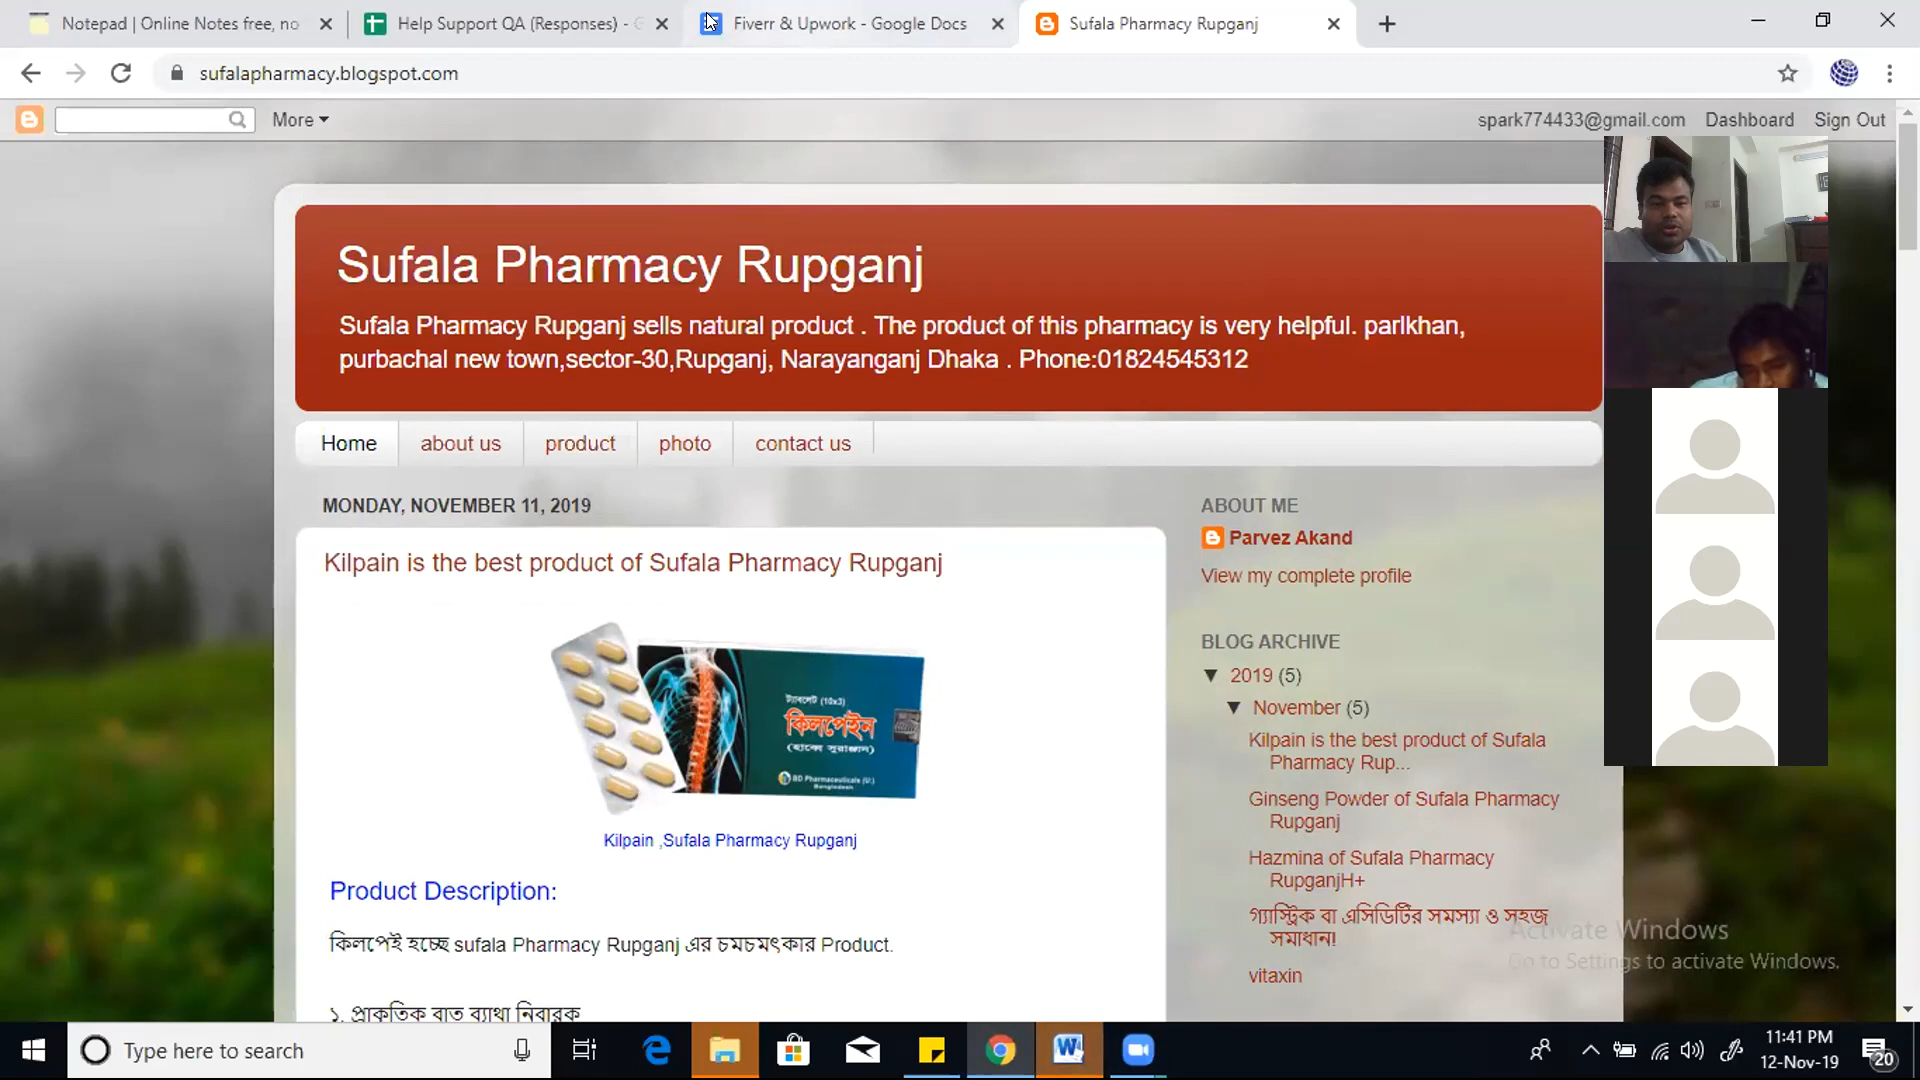 Notepad | Online Notes free, no
Help Support QA (Responses) - G
Fiverr & Upwork - Google Docs
Sufala Pharmacy Rupganj
sufalapharmacy.blogspot.com
More
spark774433@gmail.com Dashboard Sign Out
Sufala Pharmacy Rupganj
Sufala Pharmacy Rupganj sells natural product . The product of this pharmacy is very helpful. parlkhan,
purbachal new town,sector-30,Rupganj, Narayanganj Dhaka . Phone:01824545312
Home about us product photo contact us
MONDAY, NOVEMBER 11, 2019
Kilpain is the best product of Sufala Pharmacy Rupganj
ট্যাবলেট (10x3)
কিলপেইন
(হাব্বে সুরাঞ্জান)
BD Pharmaceuticals (U.)
Bangladesh
Kilpain ,Sufala Pharmacy Rupganj
Product Description:
কিলপেই হচ্ছে sufala Pharmacy Rupganj এর চমচমৎকার Product.
১. প্রাকৃতিক বাত ব্যাথা নিবারক
ABOUT ME
Parvez Akand
View my complete profile
BLOG ARCHIVE
▼ 2019 (5)
▼ November (5)
Kilpain is the best product of Sufala
Pharmacy Rup...
Ginseng Powder of Sufala Pharmacy
Rupganj
Hazmina of Sufala Pharmacy
RupganjH+
গ্যাস্ট্রিক বা এসিডিটির সমস্যা ও সহজ
সমাধান!
vitaxin
Activate Windows
Go to Settings to activate Windows.
Type here to search
11:41 PM
12-Nov-19
20